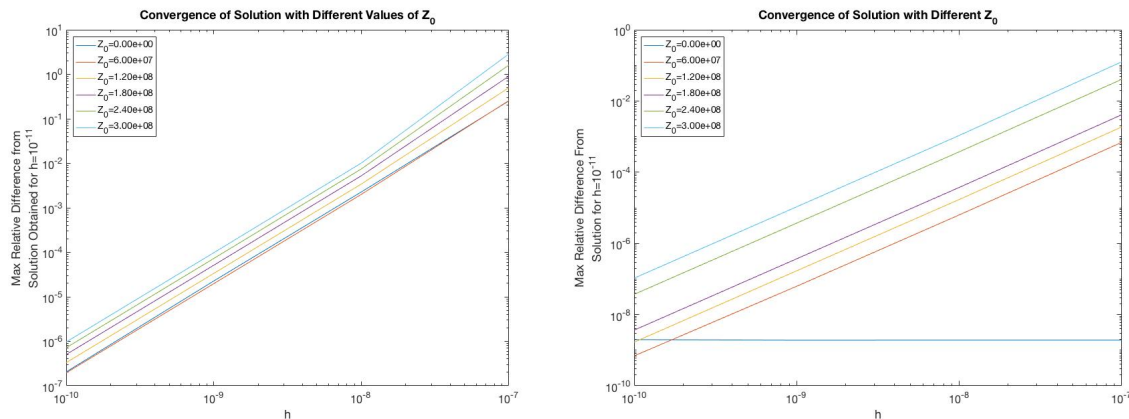 Convergence of Solution with Different Values of Z0
10^1
10^0
10^-1
10^-2
10^-3
10^-4
10^-5
10^-6
10^-7
Max Relative Difference from
Solution Obtained for h=10^-11
Z0=0.00e+00
Z0=6.00e+07
Z0=1.20e+08
Z0=1.80e+08
Z0=2.40e+08
Z0=3.00e+08
10^-10
10^-9
10^-8
10^-7
h
Convergence of Solution with Different Z0
10^0
10^-2
10^-4
10^-6
10^-8
10^-10
Max Relative Difference From
Solution for h=10^-11
Z0=0.00e+00
Z0=6.00e+07
Z0=1.20e+08
Z0=1.80e+08
Z0=2.40e+08
Z0=3.00e+08
10^-10
10^-9
10^-8
10^-7
h